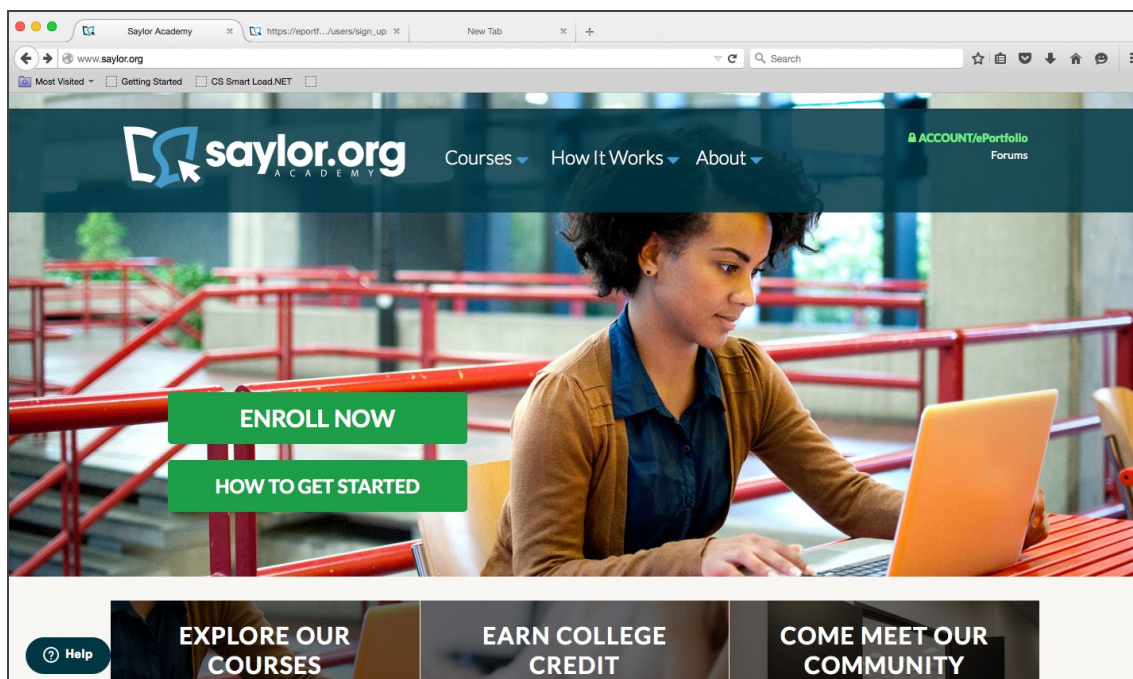 Saylor Academy
https://eportf.../users/sign_up
New Tab
www.saylor.org
Search
Most Visited
Getting Started
CS Smart Load.NET
saylor.org
ACADEMY
Courses
How It Works
About
ACCOUNT/ePortfolio
Forums
ENROLL NOW
HOW TO GET STARTED
EXPLORE OUR
COURSES
EARN COLLEGE
CREDIT
COME MEET OUR
COMMUNITY
Help